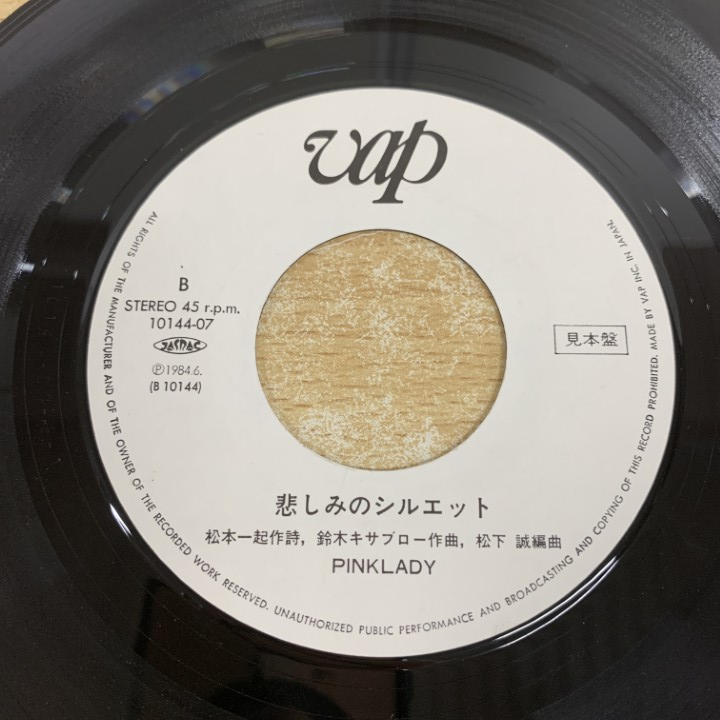 vap
B
STEREO 45 r.p.m.
10144-07
JASRAC
Ⓟ1984.6.
(B 10144)
見本盤
悲しみのシルエット
松本一起作詩, 鈴木キサブロー作曲, 松下 誠編曲
PINKLADY
ALL RIGHTS OF THE MANUFACTURER AND OF THE OWNER OF THE RECORDED WORK RESERVED. UNAUTHORIZED PUBLIC PERFORMANCE AND BROADCASTING AND COPYING OF THIS RECORD PROHIBITED. MADE BY VAP INC. IN JAPAN.